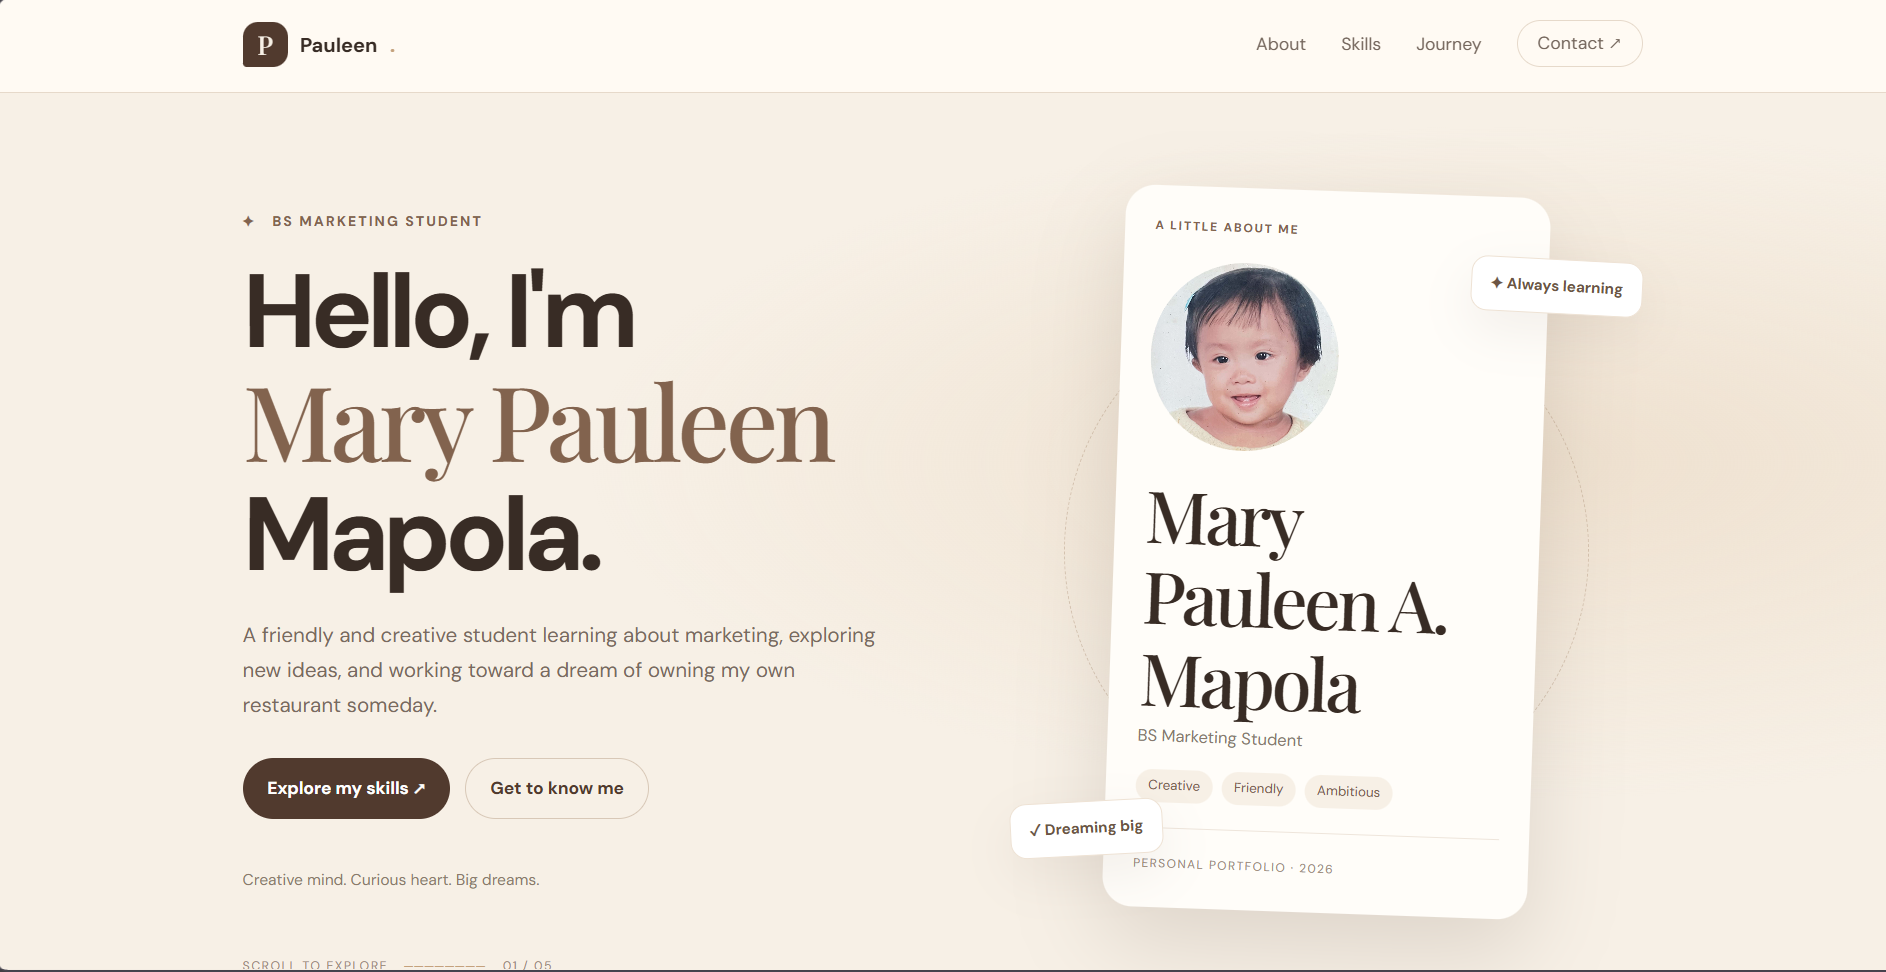 P
Pauleen .
About
Skills
Journey
Contact ↗
✦ BS MARKETING STUDENT
Hello, I'm
Mary Pauleen
Mapola.
A friendly and creative student learning about marketing, exploring
new ideas, and working toward a dream of owning my own
restaurant someday.
Explore my skills ↗
Get to know me
Creative mind. Curious heart. Big dreams.
SCROLL TO EXPLORE ———————— 01 / 05
A LITTLE ABOUT ME
✦ Always learning
Mary
Pauleen A.
Mapola
BS Marketing Student
Creative
Friendly
Ambitious
✓ Dreaming big
PERSONAL PORTFOLIO · 2026